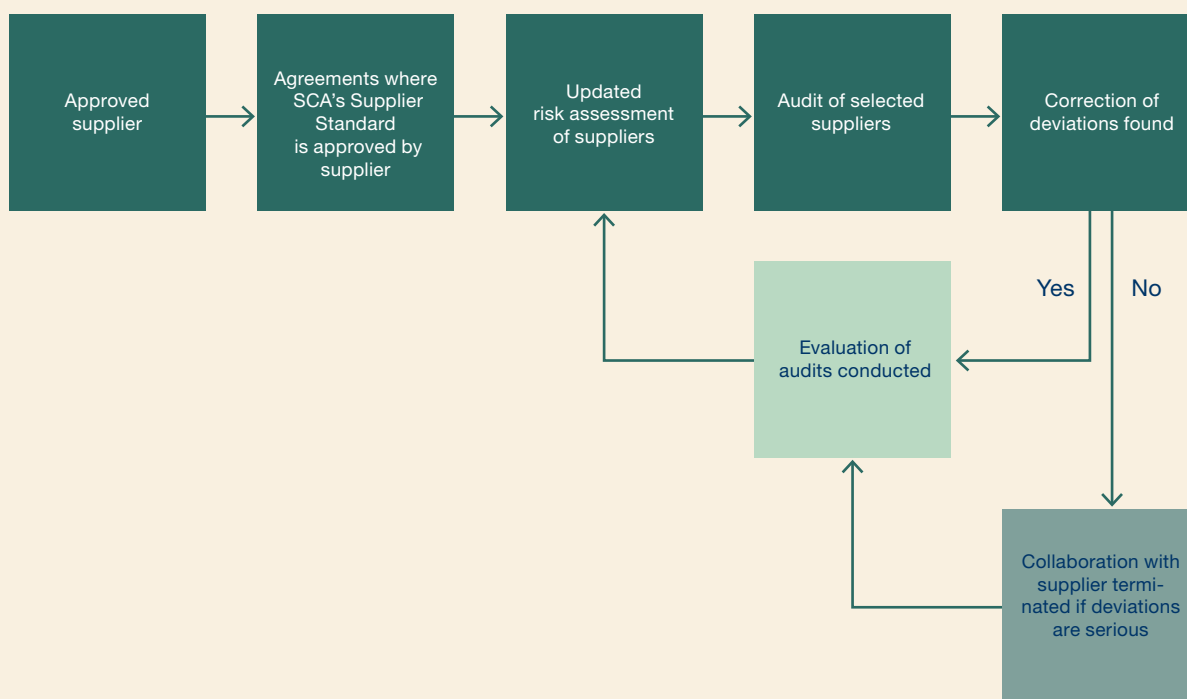 Approved
supplier
Agreements where
SCA's Supplier
Standard
is approved by
supplier
Updated
risk assessment
of suppliers
Audit of selected
suppliers
Correction of
deviations found
Yes
No
Evaluation of
audits conducted
Collaboration with
supplier termi-
nated if deviations
are serious